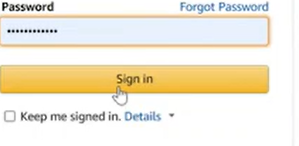 Password Forgot Password
••••••••••••
Sign in
Keep me signed in. Details